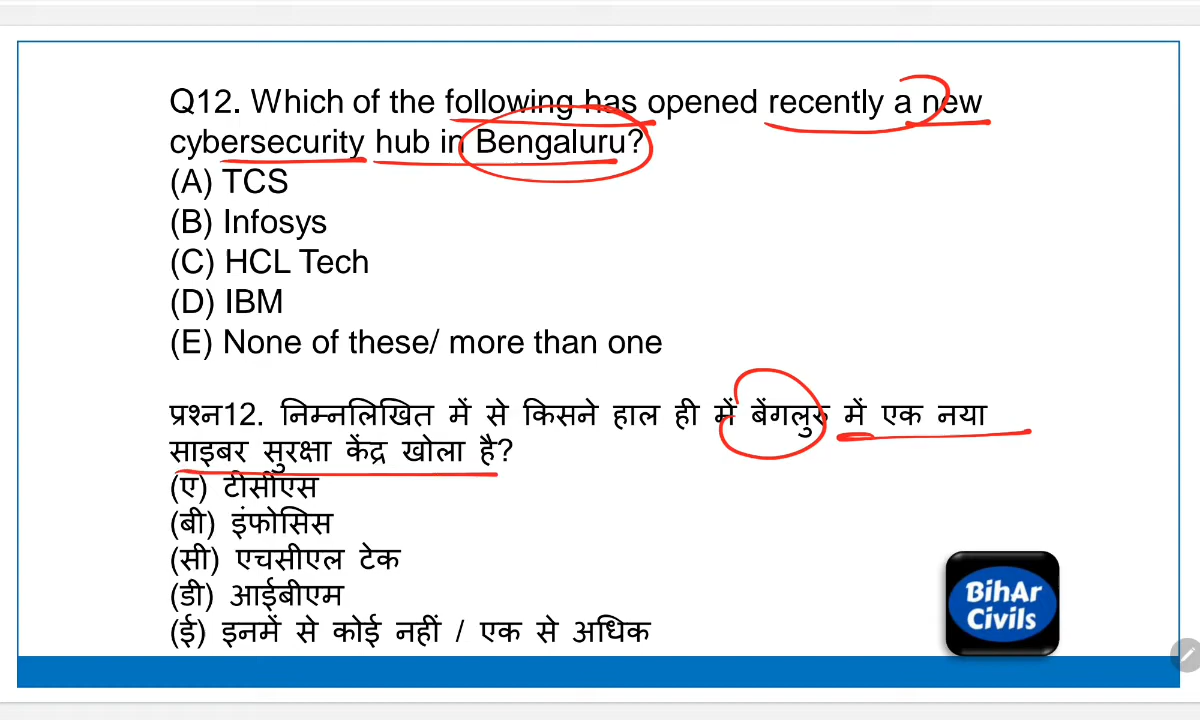 Q12. Which of the following has opened recently a new
cybersecurity hub in Bengaluru?
(A) TCS
(B) Infosys
(C) HCL Tech
(D) IBM
(E) None of these/ more than one
प्रश्न12. निम्नलिखित में से किसने हाल ही में बेंगलुरु में एक नया
साइबर सुरक्षा केंद्र खोला है?
(ए) टीसीएस
(बी) इंफोसिस
(सी) एचसीएल टेक
(डी) आईबीएम
(ई) इनमें से कोई नहीं / एक से अधिक
BihAr
Civils